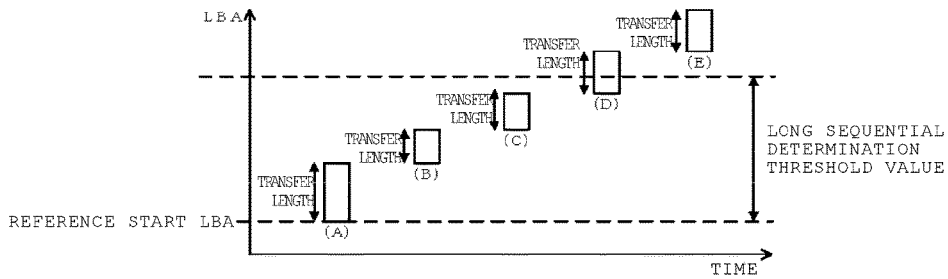 LBA
TRANSFER
LENGTH
(E)
TRANSFER
LENGTH
(D)
TRANSFER
LENGTH
(C)
TRANSFER
LENGTH
(B)
TRANSFER
LENGTH
(A)
LONG SEQUENTIAL
DETERMINATION
THRESHOLD VALUE
REFERENCE START LBA
TIME